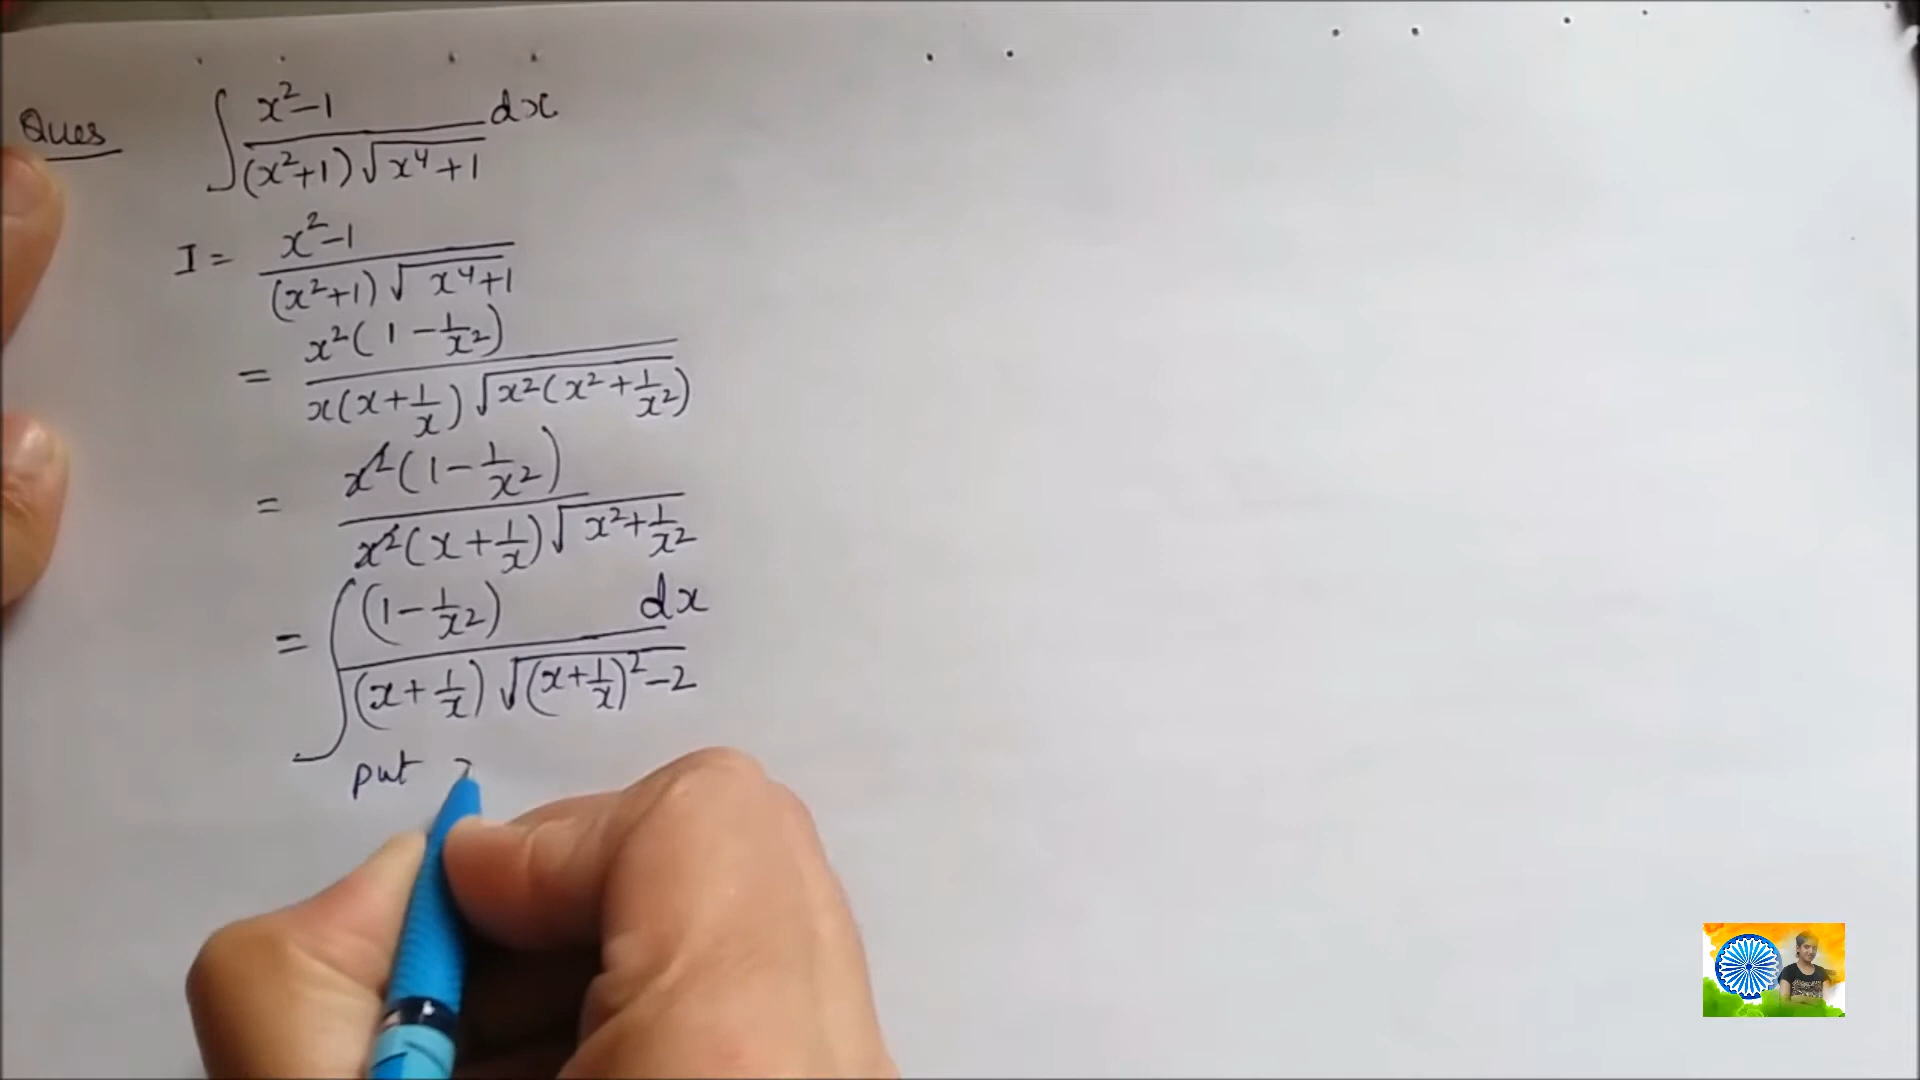 Ques ∫ x²-1 / (x²+1)√x⁴+1 dx
I = x²-1 / (x²+1)√x⁴+1
= x²(1-1/x²) / x(x+1/x)√x²(x²+1/x²)
= x²(1-1/x²) / x²(x+1/x)√x²+1/x²
= ∫ (1-1/x²) dx / (x+1/x)√(x+1/x)²-2
put